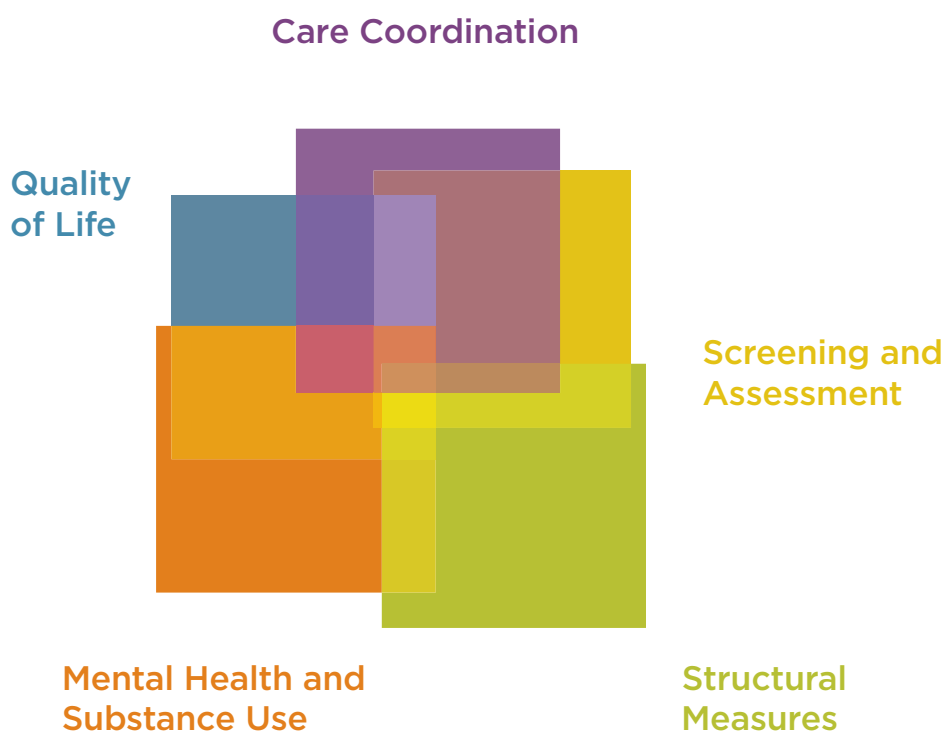 Care Coordination
Quality
of Life
Screening and
Assessment
Mental Health and
Substance Use
Structural
Measures